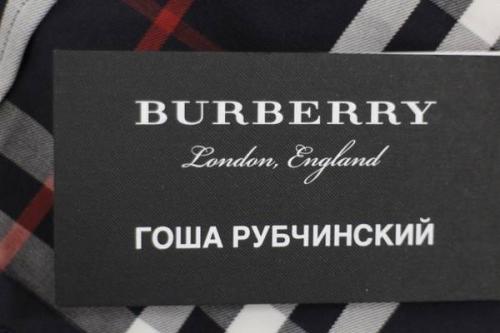 BURBERRY
London, England
ГОША РУБЧИНСКИЙ